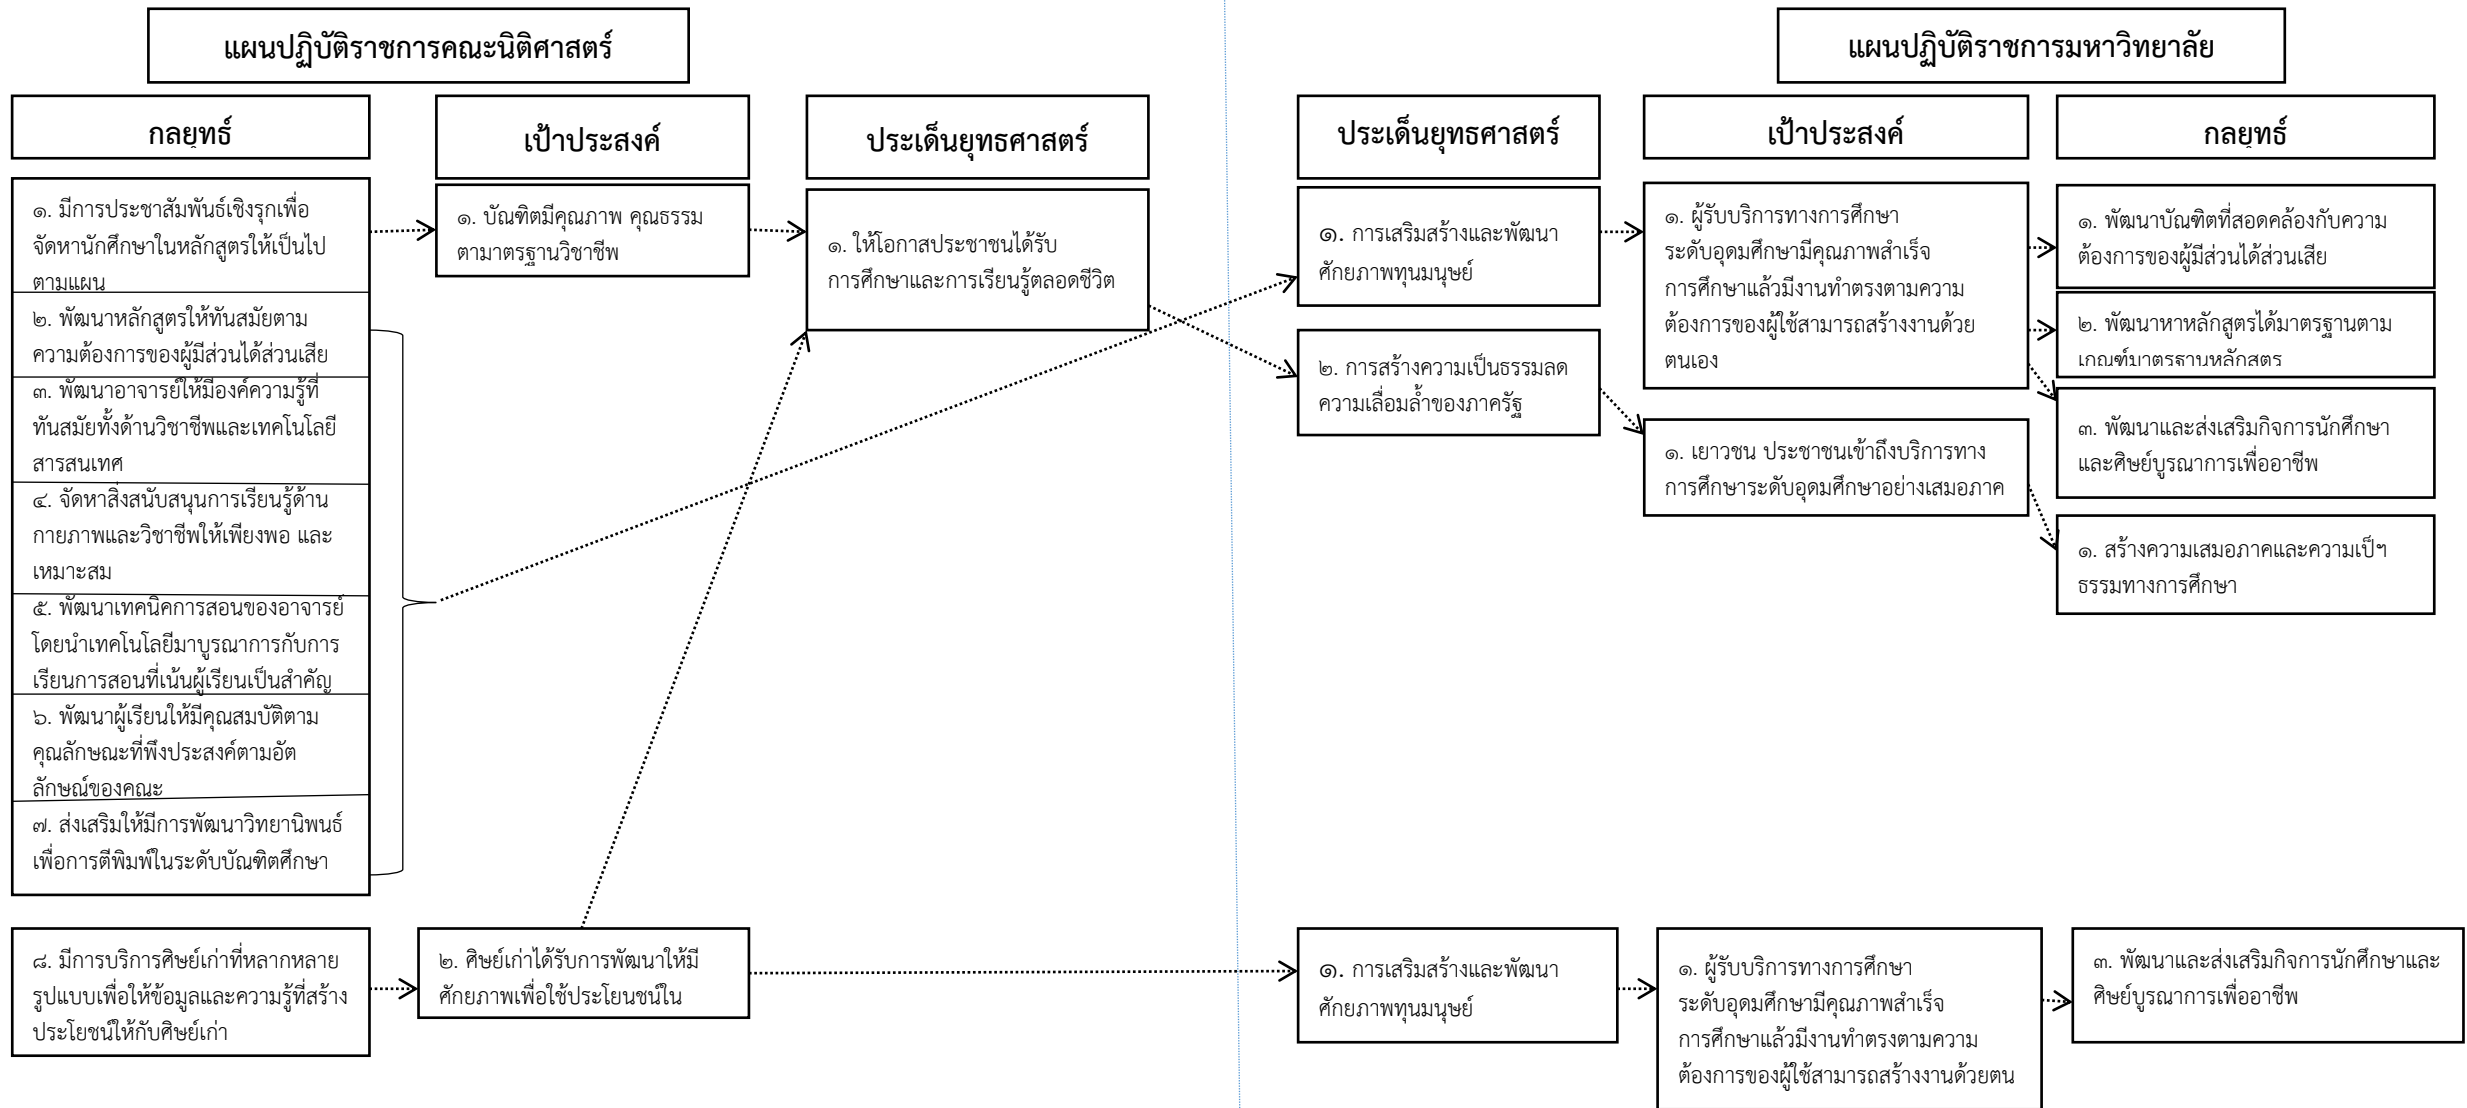 แผนปฏิบัติราชการคณะนิติศาสตร์
แผนปฏิบัติราชการมหาวิทยาลัย
กลยุทธ์
เป้าประสงค์
ประเด็นยุทธศาสตร์
ประเด็นยุทธศาสตร์
เป้าประสงค์
กลยุทธ์
๑. มีการประชาสัมพันธ์เชิงรุกเพื่อ
จัดหานักศึกษาในหลักสูตรให้เป็นไป
ตามแผน
๒. พัฒนาหลักสูตรให้ทันสมัยตาม
ความต้องการของผู้มีส่วนได้ส่วนเสีย
๓. พัฒนาอาจารย์ให้มีองค์ความรู้ที่
ทันสมัยทั้งด้านวิชาชีพและเทคโนโลยี
สารสนเทศ
๔. จัดหาสิ่งสนับสนุนการเรียนรู้ด้าน
กายภาพและวิชาชีพให้เพียงพอ และ
เหมาะสม
๕. พัฒนาเทคนิคการสอนของอาจารย์
โดยนำเทคโนโลยีมาบูรณาการกับการ
เรียนการสอนที่เน้นผู้เรียนเป็นสำคัญ
๖. พัฒนาผู้เรียนให้มีคุณสมบัติตาม
คุณลักษณะที่พึงประสงค์ตามอัต
ลักษณ์ของคณะ
๗. ส่งเสริมให้มีการพัฒนาวิทยานิพนธ์
เพื่อการตีพิมพ์ในระดับบัณฑิตศึกษา
๑. บัณฑิตมีคุณภาพ คุณธรรม
ตามาตรฐานวิชาชีพ
๑. ให้โอกาสประชาชนได้รับ
การศึกษาและการเรียนรู้ตลอดชีวิต
๑. การเสริมสร้างและพัฒนา
ศักยภาพทุนมนุษย์
๒. การสร้างความเป็นธรรมลด
ความเลื่อมล้ำของภาครัฐ
๑. ผู้รับบริการทางการศึกษา
ระดับอุดมศึกษามีคุณภาพสำเร็จ
การศึกษาแล้วมีงานทำตรงตามความ
ต้องการของผู้ใช้สามารถสร้างงานด้วย
ตนเอง
๑. เยาวชน ประชาชนเข้าถึงบริการทาง
การศึกษาระดับอุดมศึกษาอย่างเสมอภาค
๑. พัฒนาบัณฑิตที่สอดคล้องกับความ
ต้องการของผู้มีส่วนได้ส่วนเสีย
๒. พัฒนาหาหลักสูตรได้มาตรฐานตาม
เกณฑ์มาตรฐานหลักสูตร
๓. พัฒนาและส่งเสริมกิจการนักศึกษา
และศิษย์บูรณาการเพื่ออาชีพ
๑. สร้างความเสมอภาคและความเป็ฯ
ธรรมทางการศึกษา
๘. มีการบริการศิษย์เก่าที่หลากหลาย
รูปแบบเพื่อให้ข้อมูลและความรู้ที่สร้าง
ประโยชน์ให้กับศิษย์เก่า
๒. ศิษย์เก่าได้รับการพัฒนาให้มี
ศักยภาพเพื่อใช้ประโยนชน์ใน
๑. การเสริมสร้างและพัฒนา
ศักยภาพทุนมนุษย์
๑. ผู้รับบริการทางการศึกษา
ระดับอุดมศึกษามีคุณภาพสำเร็จ
การศึกษาแล้วมีงานทำตรงตามความ
ต้องการของผู้ใช้สามารถสร้างงานด้วยตน
๓. พัฒนาและส่งเสริมกิจการนักศึกษาและ
ศิษย์บูรณาการเพื่ออาชีพ